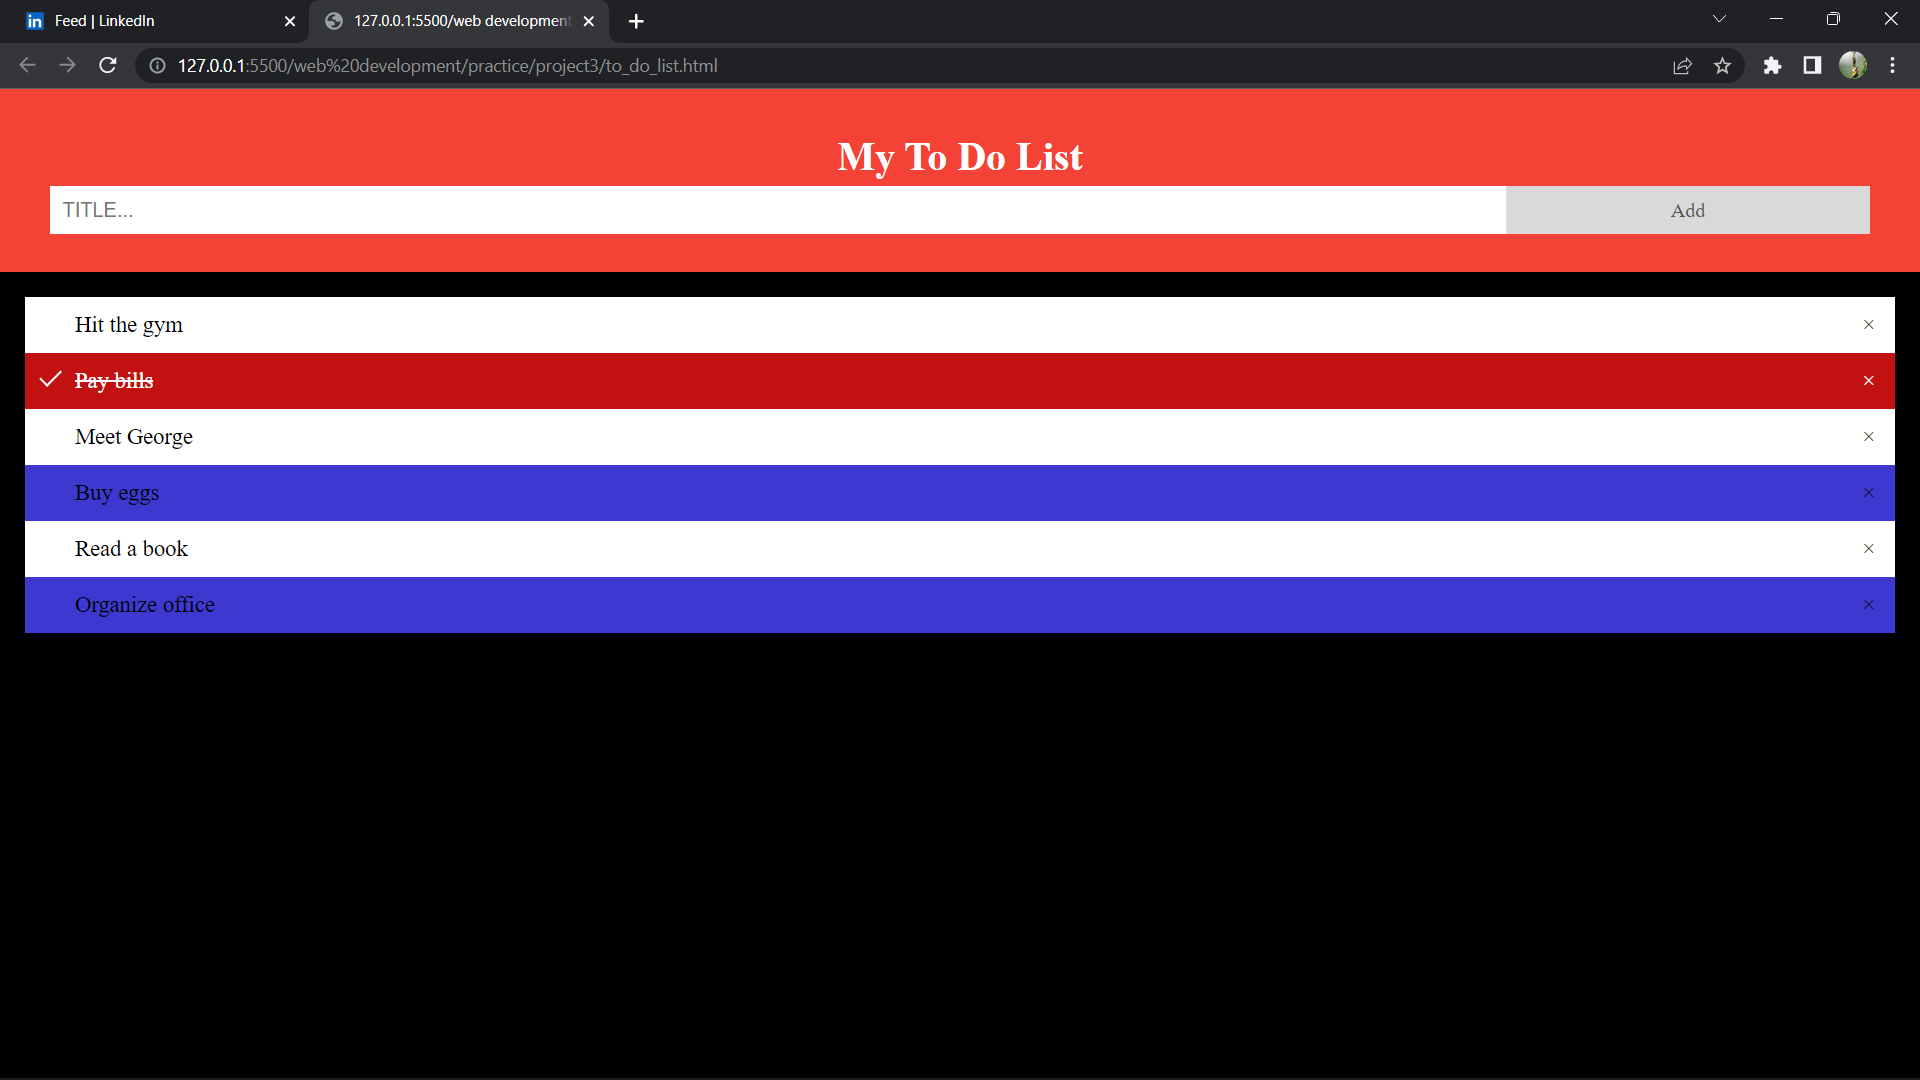 in Feed | LinkedIn
127.0.0.1:5500/web development
127.0.0.1:5500/web%20development/practice/project3/to_do_list.html
My To Do List
TITLE...
Add
Hit the gym ×
Pay bills ×
Meet George ×
Buy eggs ×
Read a book ×
Organize office ×